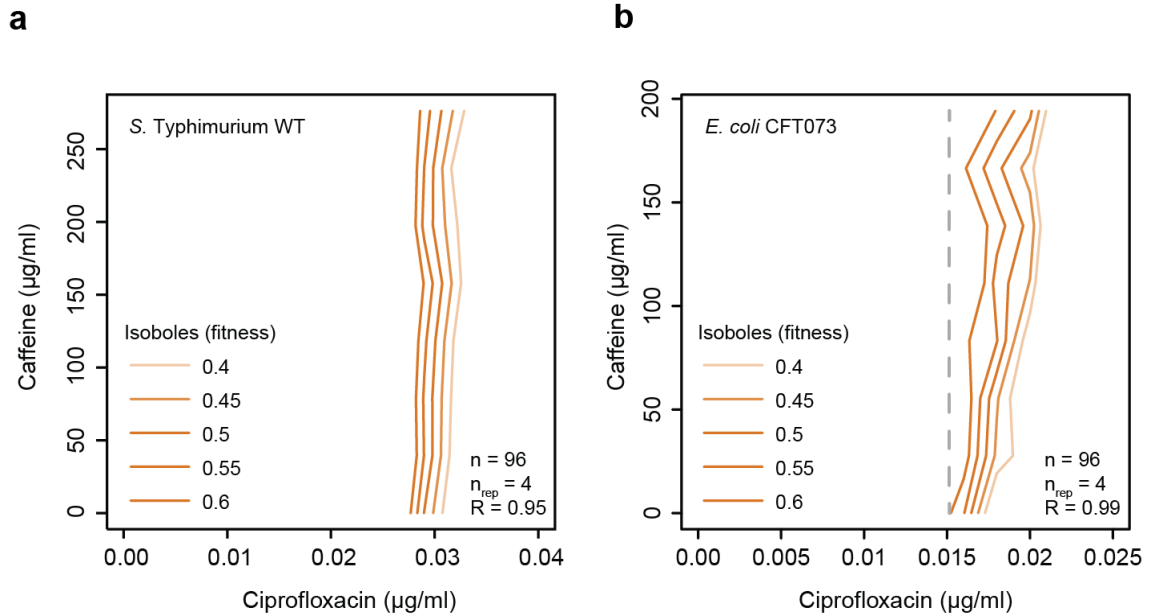 a
S. Typhimurium WT
Caffeine (µg/ml)
250
200
150
100
50
0
Isoboles (fitness)
0.4
0.45
0.5
0.55
0.6
n = 96
nrep = 4
R = 0.95
0.00 0.01 0.02 0.03 0.04
Ciprofloxacin (µg/ml)
b
E. coli CFT073
Caffeine (µg/ml)
200
150
100
50
0
Isoboles (fitness)
0.4
0.45
0.5
0.55
0.6
n = 96
nrep = 4
R = 0.99
0.00 0.005 0.01 0.015 0.02 0.025
Ciprofloxacin (µg/ml)